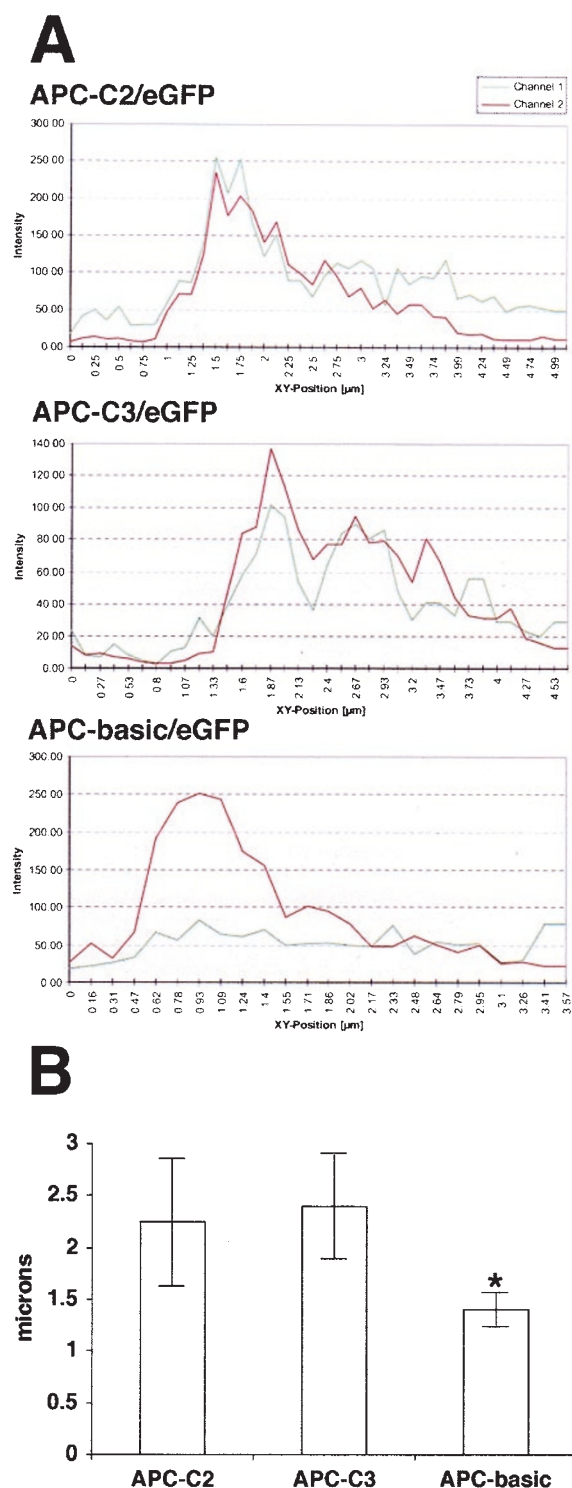 A
APC-C2/eGFP
Channel 1
Channel 2
300 00
250 00
200 00
150 00
100 00
50 00
0 00
Intensity
0 0 25 0 5 0 75 1 1 25 1 5 1 75 2 2 25 2 5 2 75 3 3 24 3 49 3 74 3 99 4 24 4 49 4 74 4 99
XY-Position [µm]
APC-C3/eGFP
140 00
120 00
100 00
80 00
60 00
40 00
20 00
0.00
Intensity
0 0 27 0 53 0 8 1 07 1 33 1 6 1 87 2 13 2 4 2 67 2 93 3 2 3 47 3 73 4 4 27 4 53
XY-Position [µm]
APC-basic/eGFP
300.00
250 00
200 00
150 00
100 00
50 00
0 00
Intensity
0 0 16 0 31 0 47 0 62 0 78 0 93 1 09 1 24 1 4 1 55 1 71 1 86 2 02 2 17 2 33 2 48 2 64 2 79 2 95 3 1 3 26 3 41 3 57
XY-Position [µm]
B
3
2.5
2
1.5
1
0.5
0
microns
*
APC-C2 APC-C3 APC-basic